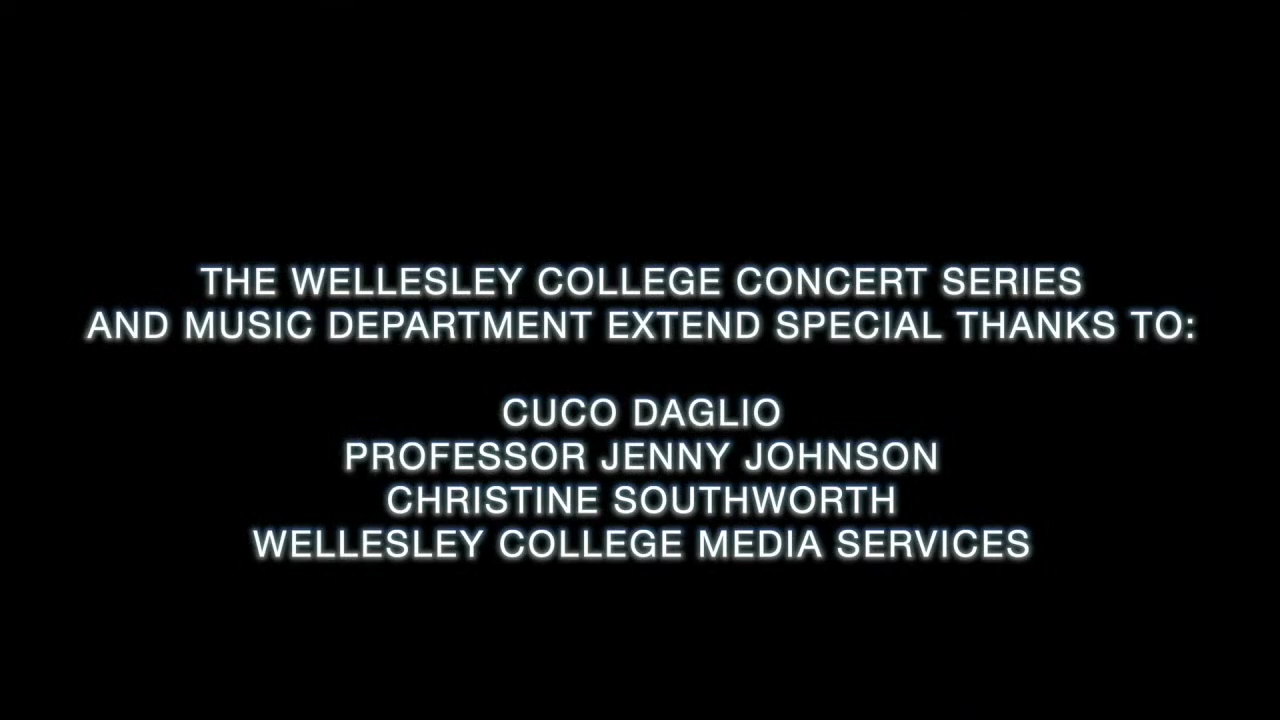 THE WELLESLEY COLLEGE CONCERT SERIES
AND MUSIC DEPARTMENT EXTEND SPECIAL THANKS TO:
CUCO DAGLIO
PROFESSOR JENNY JOHNSON
CHRISTINE SOUTHWORTH
WELLESLEY COLLEGE MEDIA SERVICES